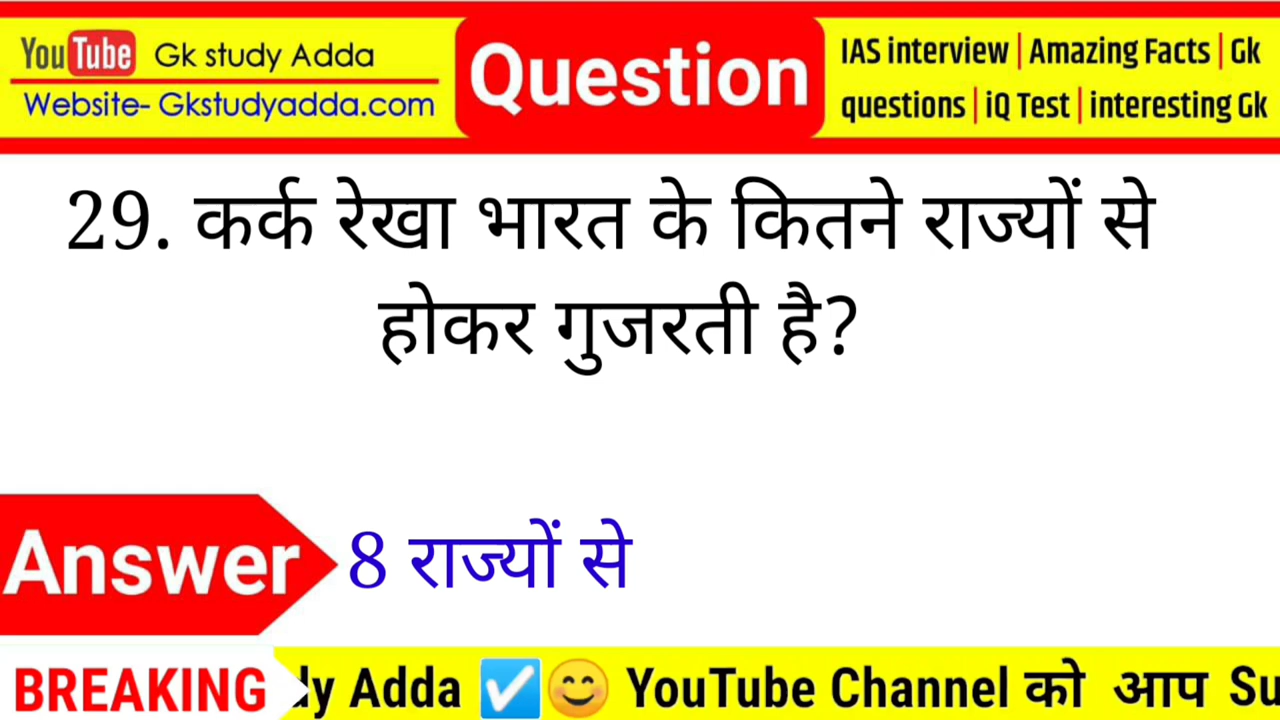 YouTube Gk study Adda
Website- Gkstudyadda.com
Question
IAS interview | Amazing Facts | Gk
questions | iQ Test | interesting Gk
29. कर्क रेखा भारत के कितने राज्यों से
होकर गुजरती है?
Answer
8 राज्यों से
BREAKING
dy Adda ✅😊 YouTube Channel को आप Su